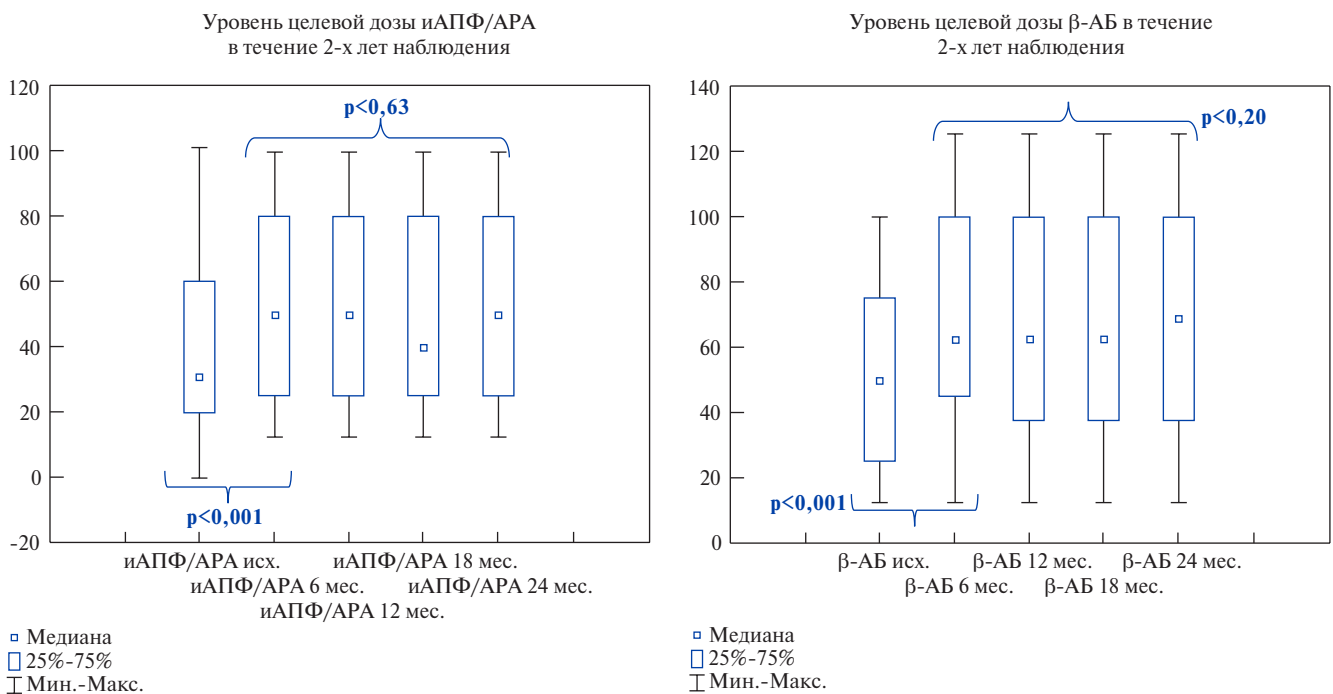 Уровень целевой дозы иАПФ/АРА
в течение 2-х лет наблюдения
120
100
80
60
40
20
0
-20
p<0,63
p<0,001
иАПФ/АРА исх.
иАПФ/АРА 18 мес.
иАПФ/АРА 6 мес.
иАПФ/АРА 24 мес.
иАПФ/АРА 12 мес.
Медиана
25%-75%
Мин.-Макс.
Уровень целевой дозы β-АБ в течение
2-х лет наблюдения
140
120
100
80
60
40
20
0
p<0,20
p<0,001
β-АБ исх.
β-АБ 12 мес.
β-АБ 24 мес.
β-АБ 6 мес.
β-АБ 18 мес.
Медиана
25%-75%
Мин.-Макс.